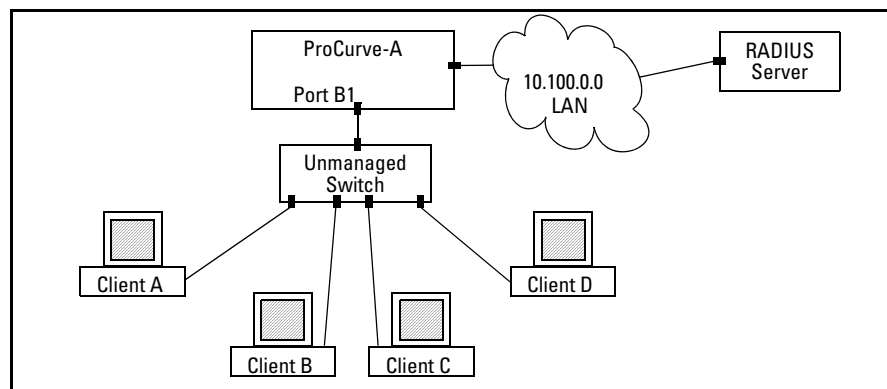 ProCurve-A
Port B1
10.100.0.0
LAN
RADIUS
Server
Unmanaged
Switch
Client A
Client B
Client C
Client D